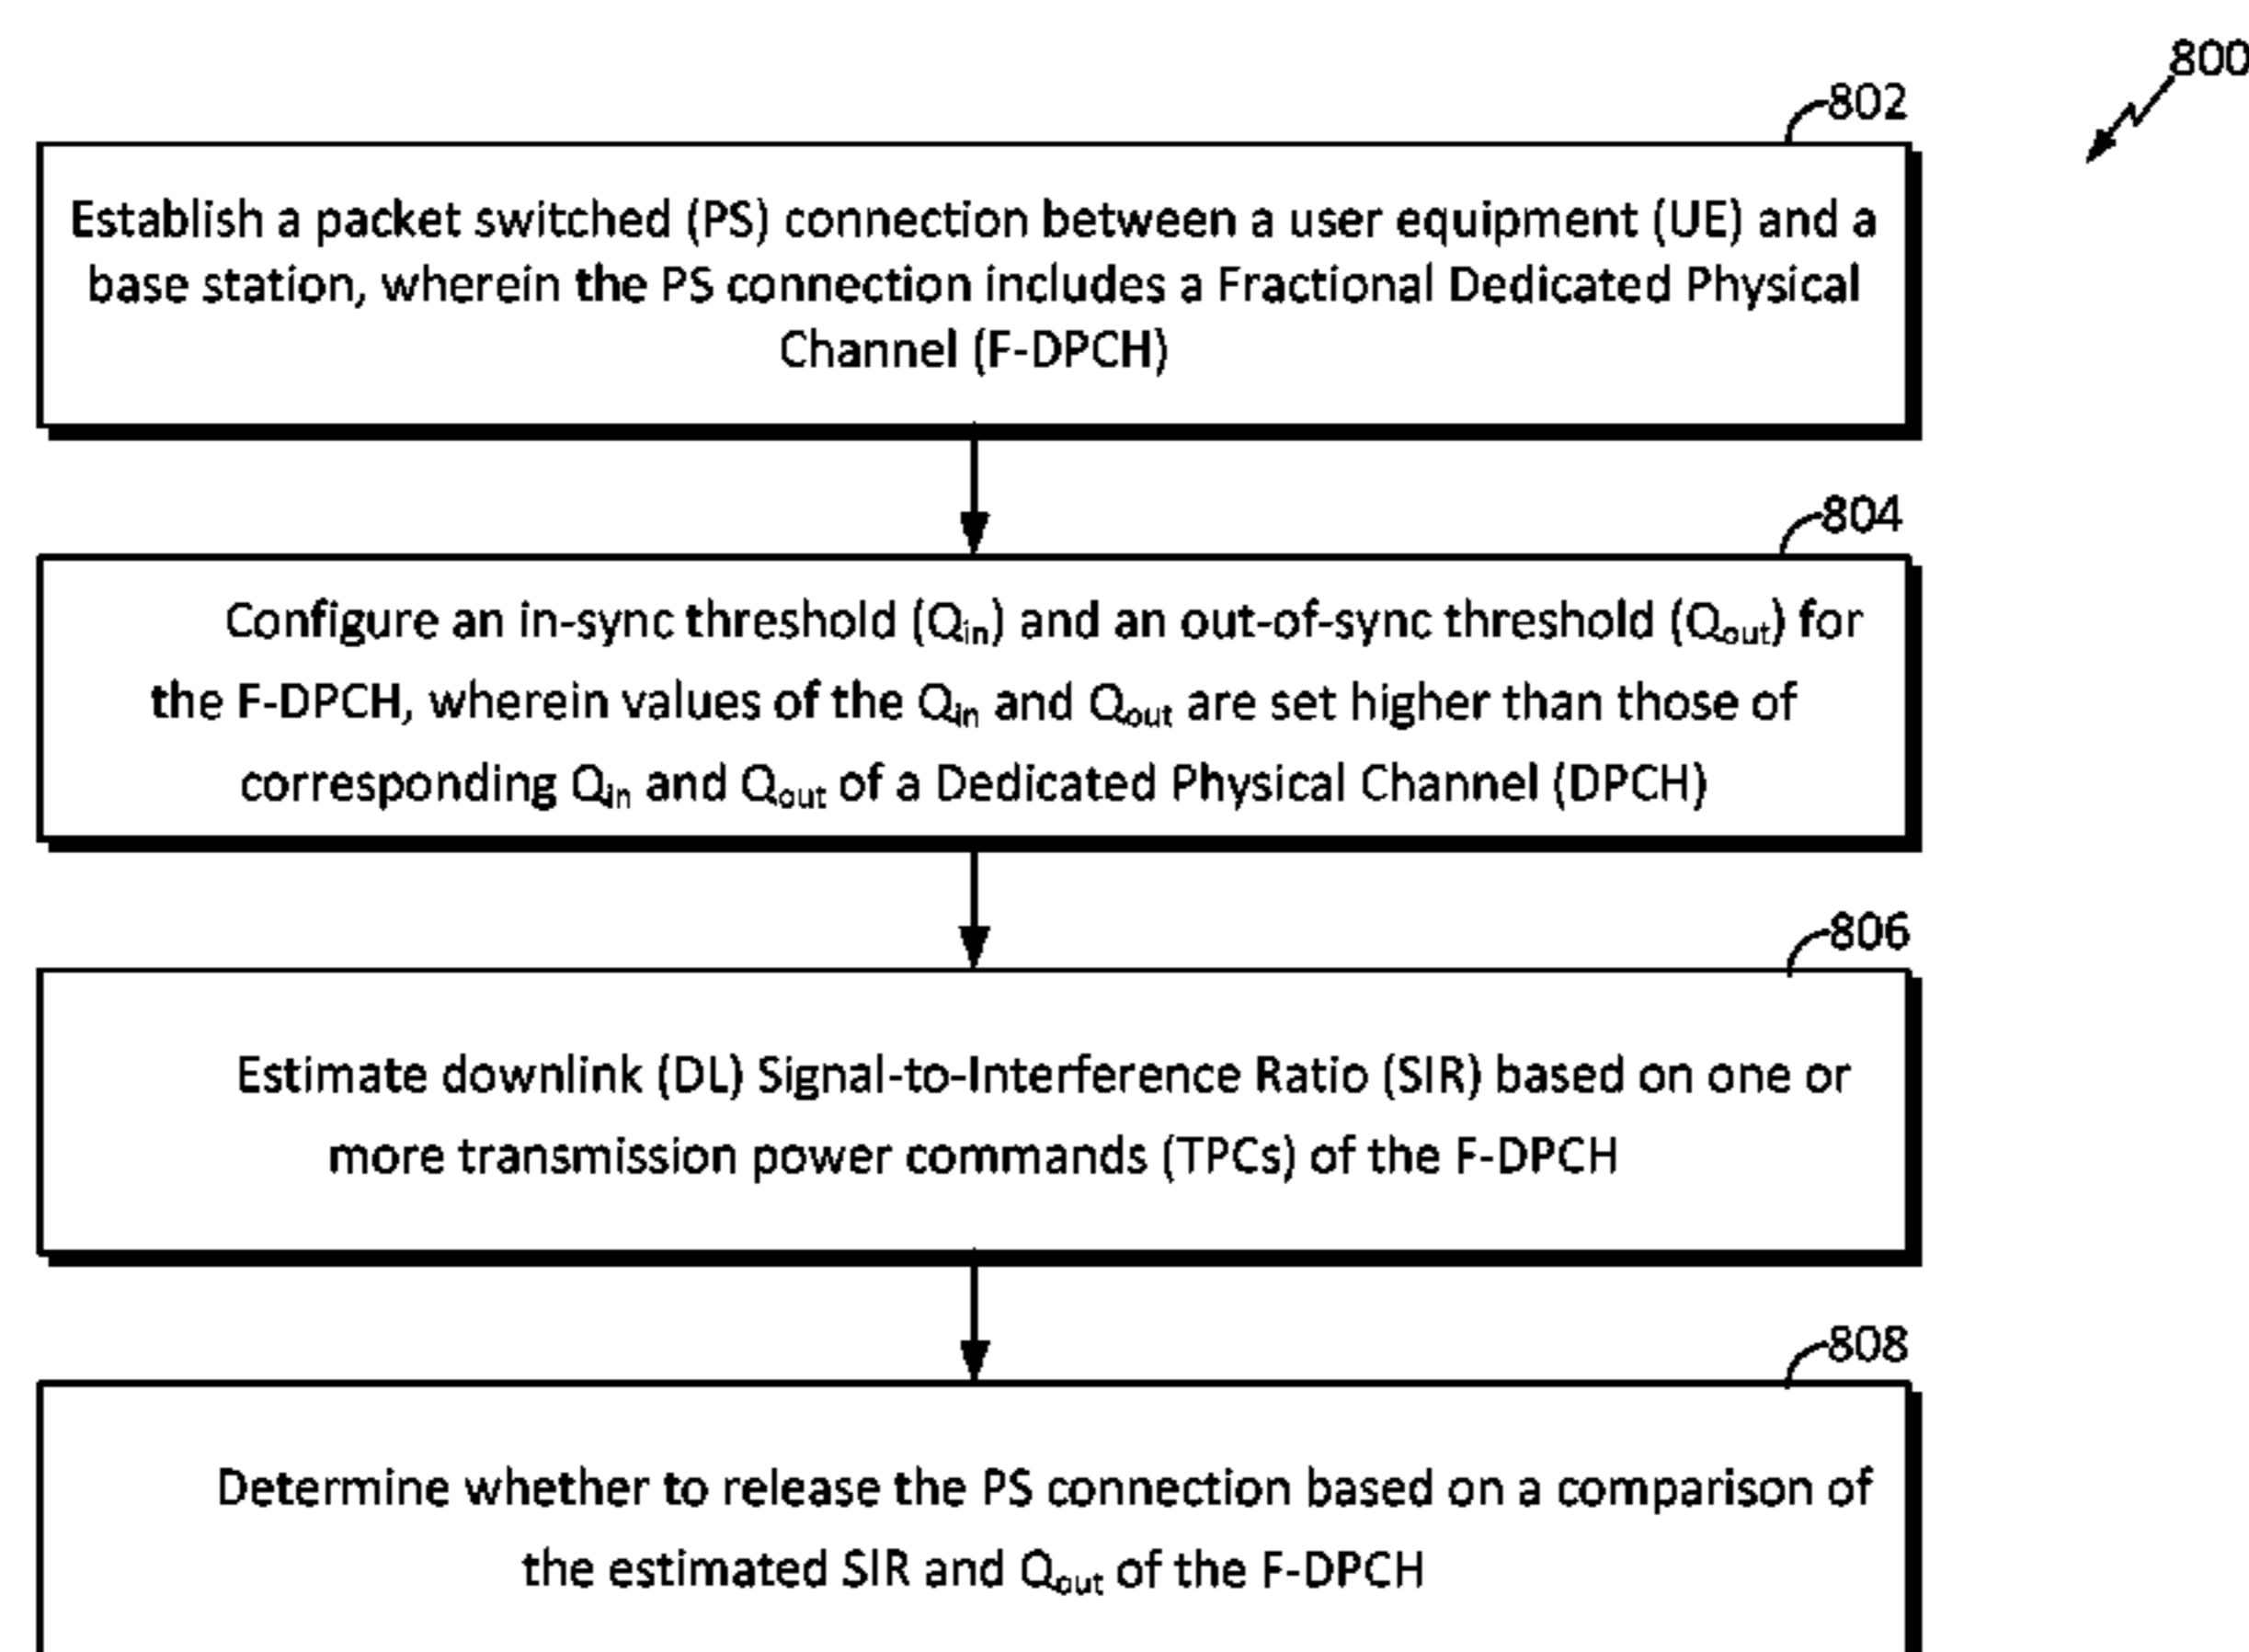 800
802
Establish a packet switched (PS) connection between a user equipment (UE) and a
base station, wherein the PS connection includes a Fractional Dedicated Physical
Channel (F-DPCH)
804
Configure an in-sync threshold (Qin) and an out-of-sync threshold (Qout) for
the F-DPCH, wherein values of the Qin and Qout are set higher than those of
corresponding Qin and Qout of a Dedicated Physical Channel (DPCH)
806
Estimate downlink (DL) Signal-to-Interference Ratio (SIR) based on one or
more transmission power commands (TPCs) of the F-DPCH
808
Determine whether to release the PS connection based on a comparison of
the estimated SIR and Qout of the F-DPCH